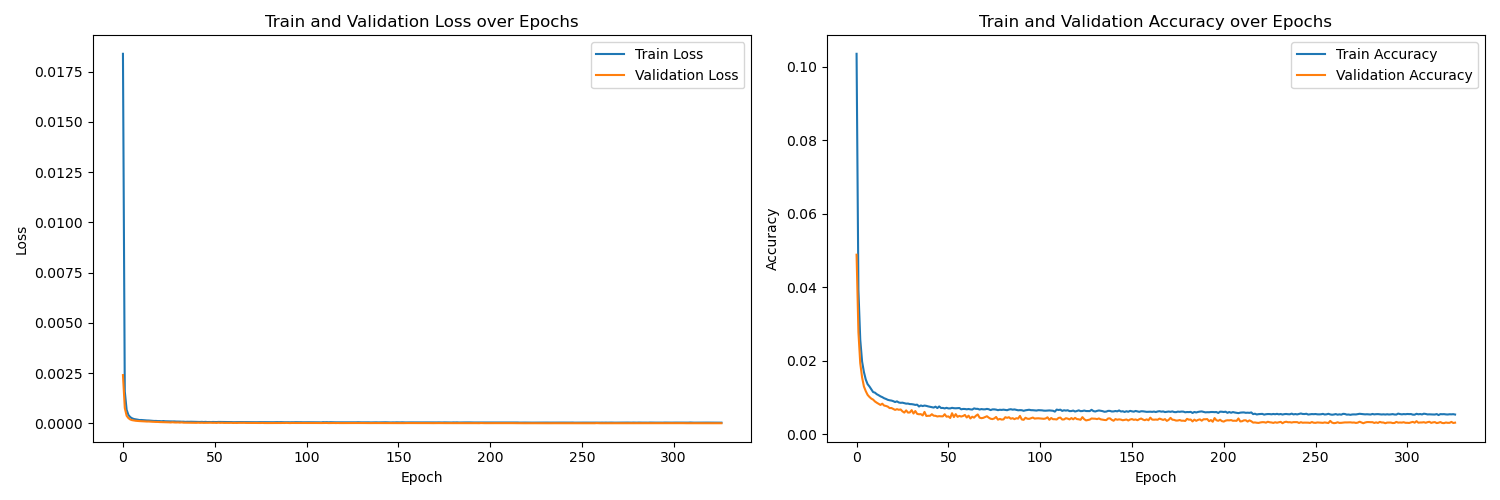 Train and Validation Loss over Epochs
Train Loss
Validation Loss
0.0175
0.0150
0.0125
0.0100
0.0075
0.0050
0.0025
0.0000
Loss
0 50 100 150 200 250 300
Epoch
Train and Validation Accuracy over Epochs
Train Accuracy
Validation Accuracy
0.10
0.08
0.06
0.04
0.02
0.00
Accuracy
0 50 100 150 200 250 300
Epoch